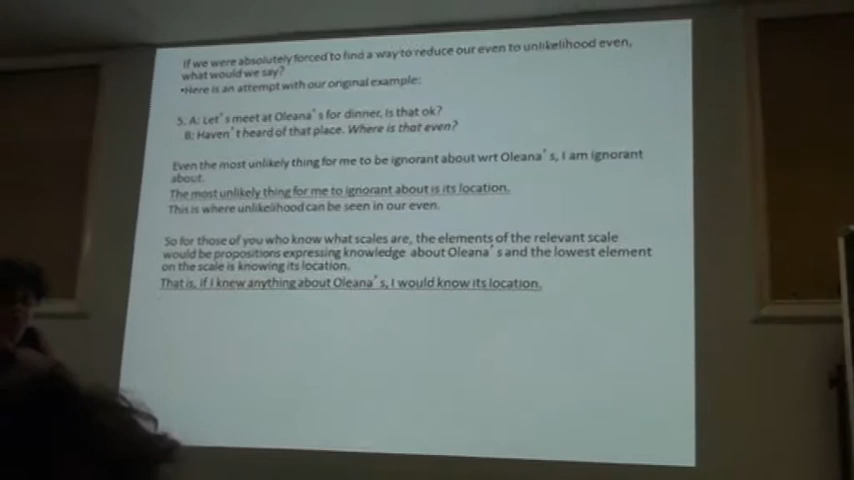 If we were absolutely forced to find a way to reduce our even to unlikelihood even,
what would we say?
•Here is an attempt with our original example:
5. A: Let's meet at Oleana's for dinner. Is that ok?
B: Haven't heard of that place. Where is that even?
Even the most unlikely thing for me to be ignorant about wrt Oleana's, I am ignorant
about.
The most unlikely thing for me to ignorant about is its location.
This is where unlikelihood can be seen in our even.
So for those of you who know what scales are, the elements of the relevant scale
would be propositions expressing knowledge about Oleana's and the lowest element
on the scale is knowing its location.
That is, if I knew anything about Oleana's, I would know its location.